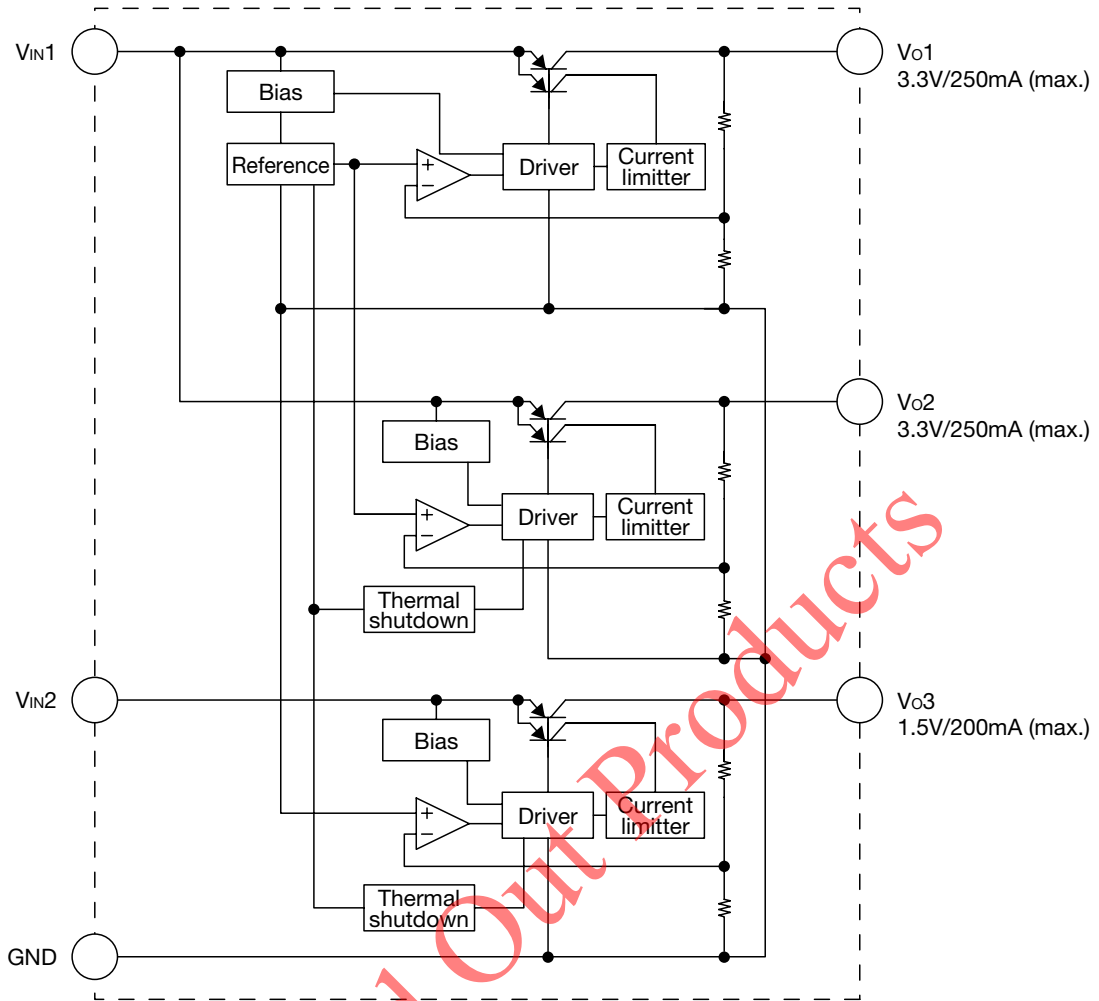 VIN1
VO1
3.3V/250mA (max.)
Bias
Reference
+
−
Driver
Current
limitter
VO2
3.3V/250mA (max.)
Bias
+
−
Driver
Current
limitter
Thermal
shutdown
VIN2
VO3
1.5V/200mA (max.)
Bias
+
−
Driver
Current
limitter
Thermal
shutdown
GND
Out Products